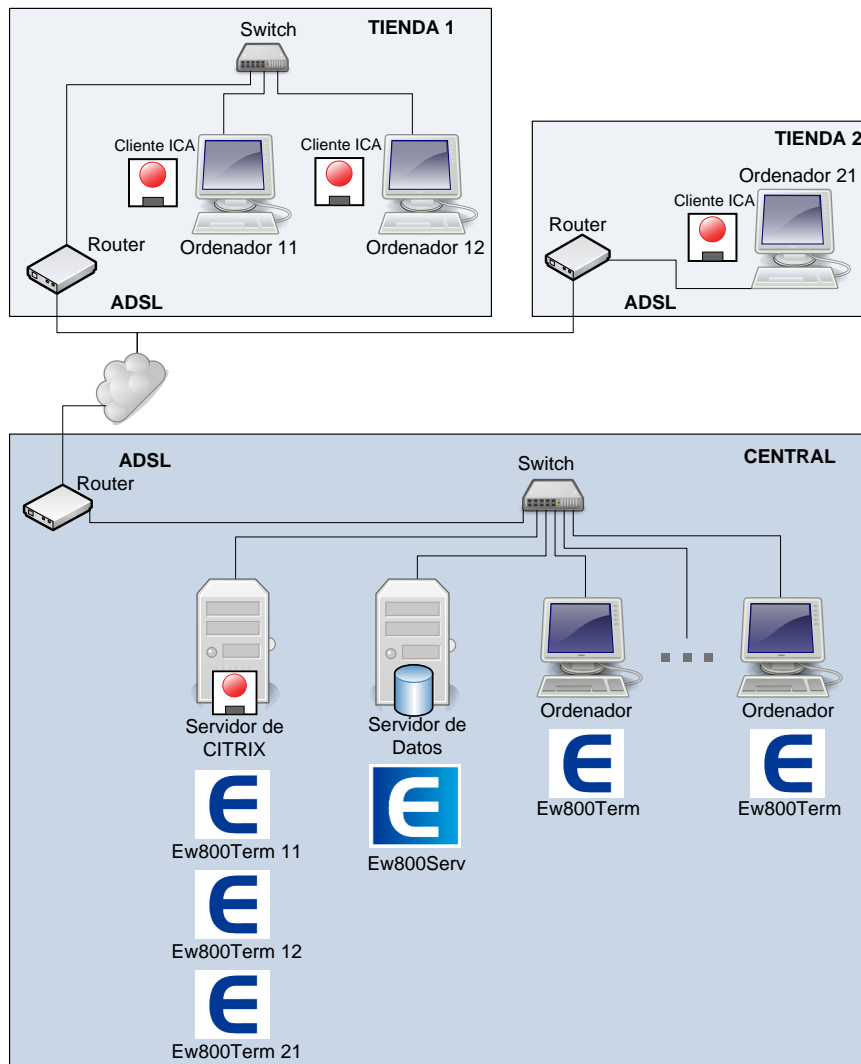 Switch
TIENDA 1
Cliente ICA
Cliente ICA
Router
Ordenador 11
Ordenador 12
ADSL
TIENDA 2
Ordenador 21
Cliente ICA
Router
ADSL
ADSL
Router
Switch
CENTRAL
Servidor de
CITRIX
Servidor de
Datos
Ordenador
Ordenador
E
Ew800Term 11
E
Ew800Serv
E
Ew800Term
E
Ew800Term
E
Ew800Term 12
E
Ew800Term 21